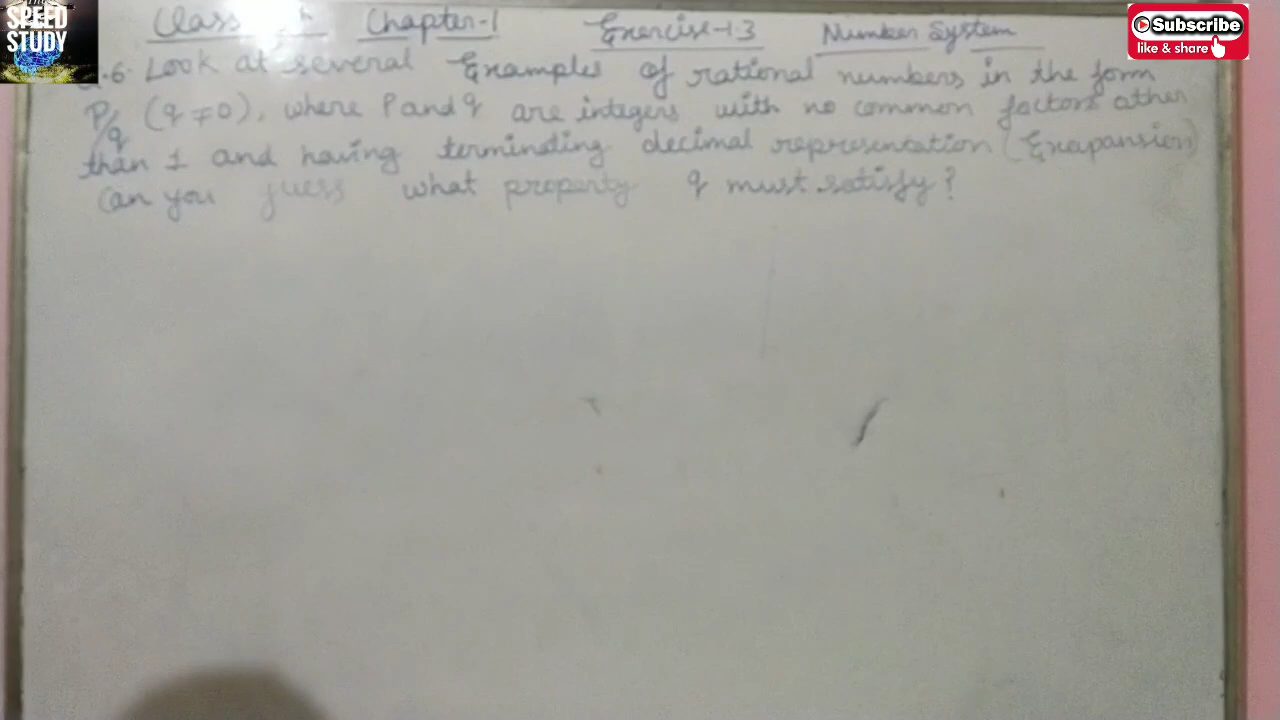 SPEED
STUDY
Subscribe
like & share
Class Chapter-1 Exercise-1.3 Number System
.6. Look at several Examples of rational numbers in the form
P/q (q ≠ 0), where P and q are integers with no common factors other
than 1 and having terminating decimal representation (Exapansion)
Can you guess what property q must satisfy?